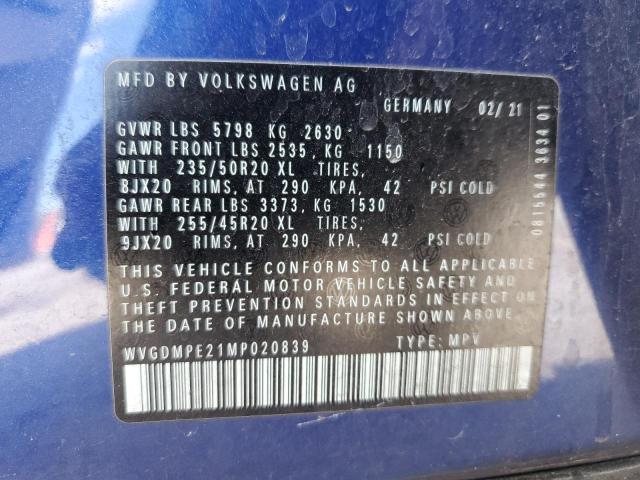 MFD BY VOLKSWAGEN AG
GERMANY 02/21
GVWR LBS 5798 KG 2630
GAWR FRONT LBS 2535, KG 1150
WITH 235/50R20 XL TIRES,
8JX20 RIMS, AT 290 KPA, 42 PSI COLD
GAWR REAR LBS 3373, KG 1530
WITH 255/45R20 XL TIRES,
9JX20 RIMS, AT 290 KPA, 42 PSI COLD
THIS VEHICLE CONFORMS TO ALL APPLICABLE
U.S. FEDERAL MOTOR VEHICLE SAFETY AND
THEFT PREVENTION STANDARDS IN EFFECT ON
THE DATE OF MANUFACTURE SHOWN ABOVE.
WVGDMPE21MP020839 TYPE: MPV
0815544 3634 01